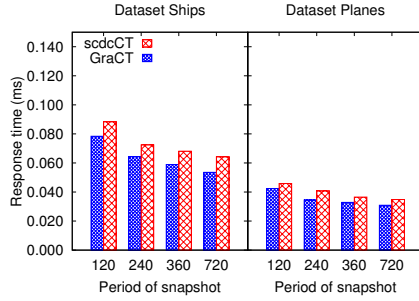 Dataset Ships Dataset Planes
0.140
0.120
0.100
0.080
0.060
0.040
0.020
0.000
Response time (ms)
scdcCT
GraCT
120 240 360 720 120 240 360 720
Period of snapshot Period of snapshot